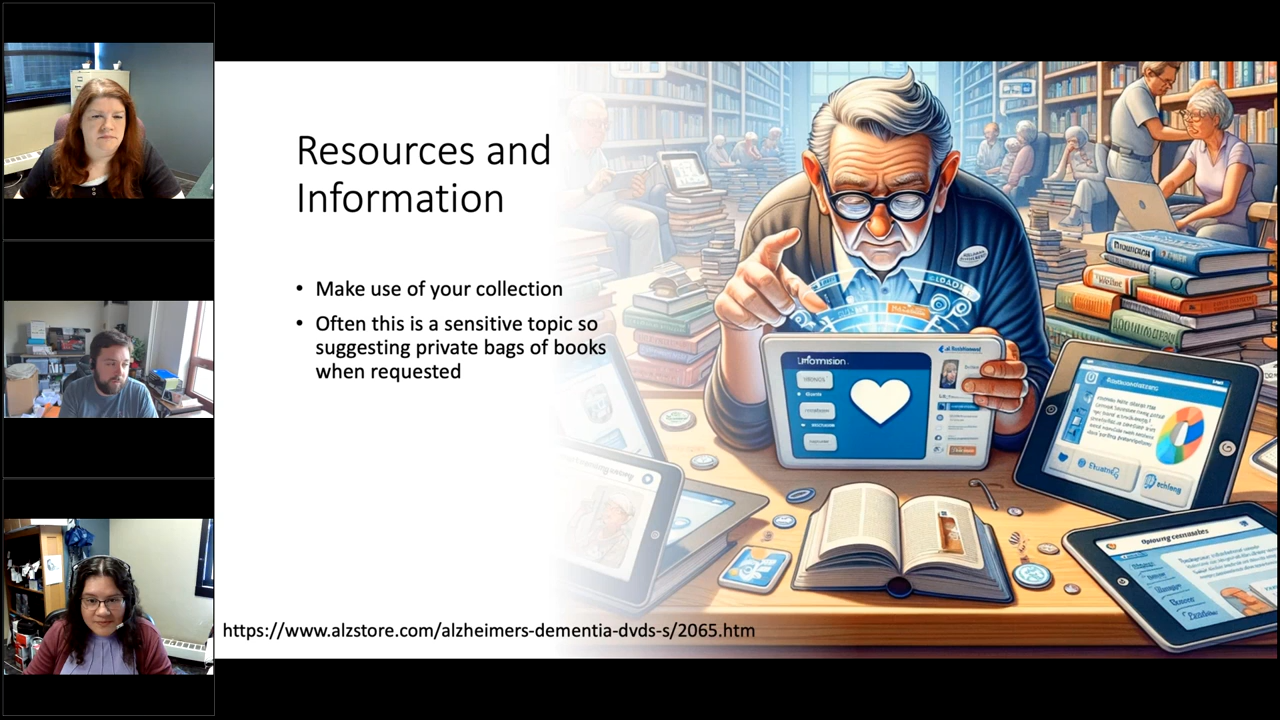 Resources and
Information
• Make use of your collection
• Often this is a sensitive topic so
suggesting private bags of books
when requested
https://www.alzstore.com/alzheimers-dementia-dvds-s/2065.htm